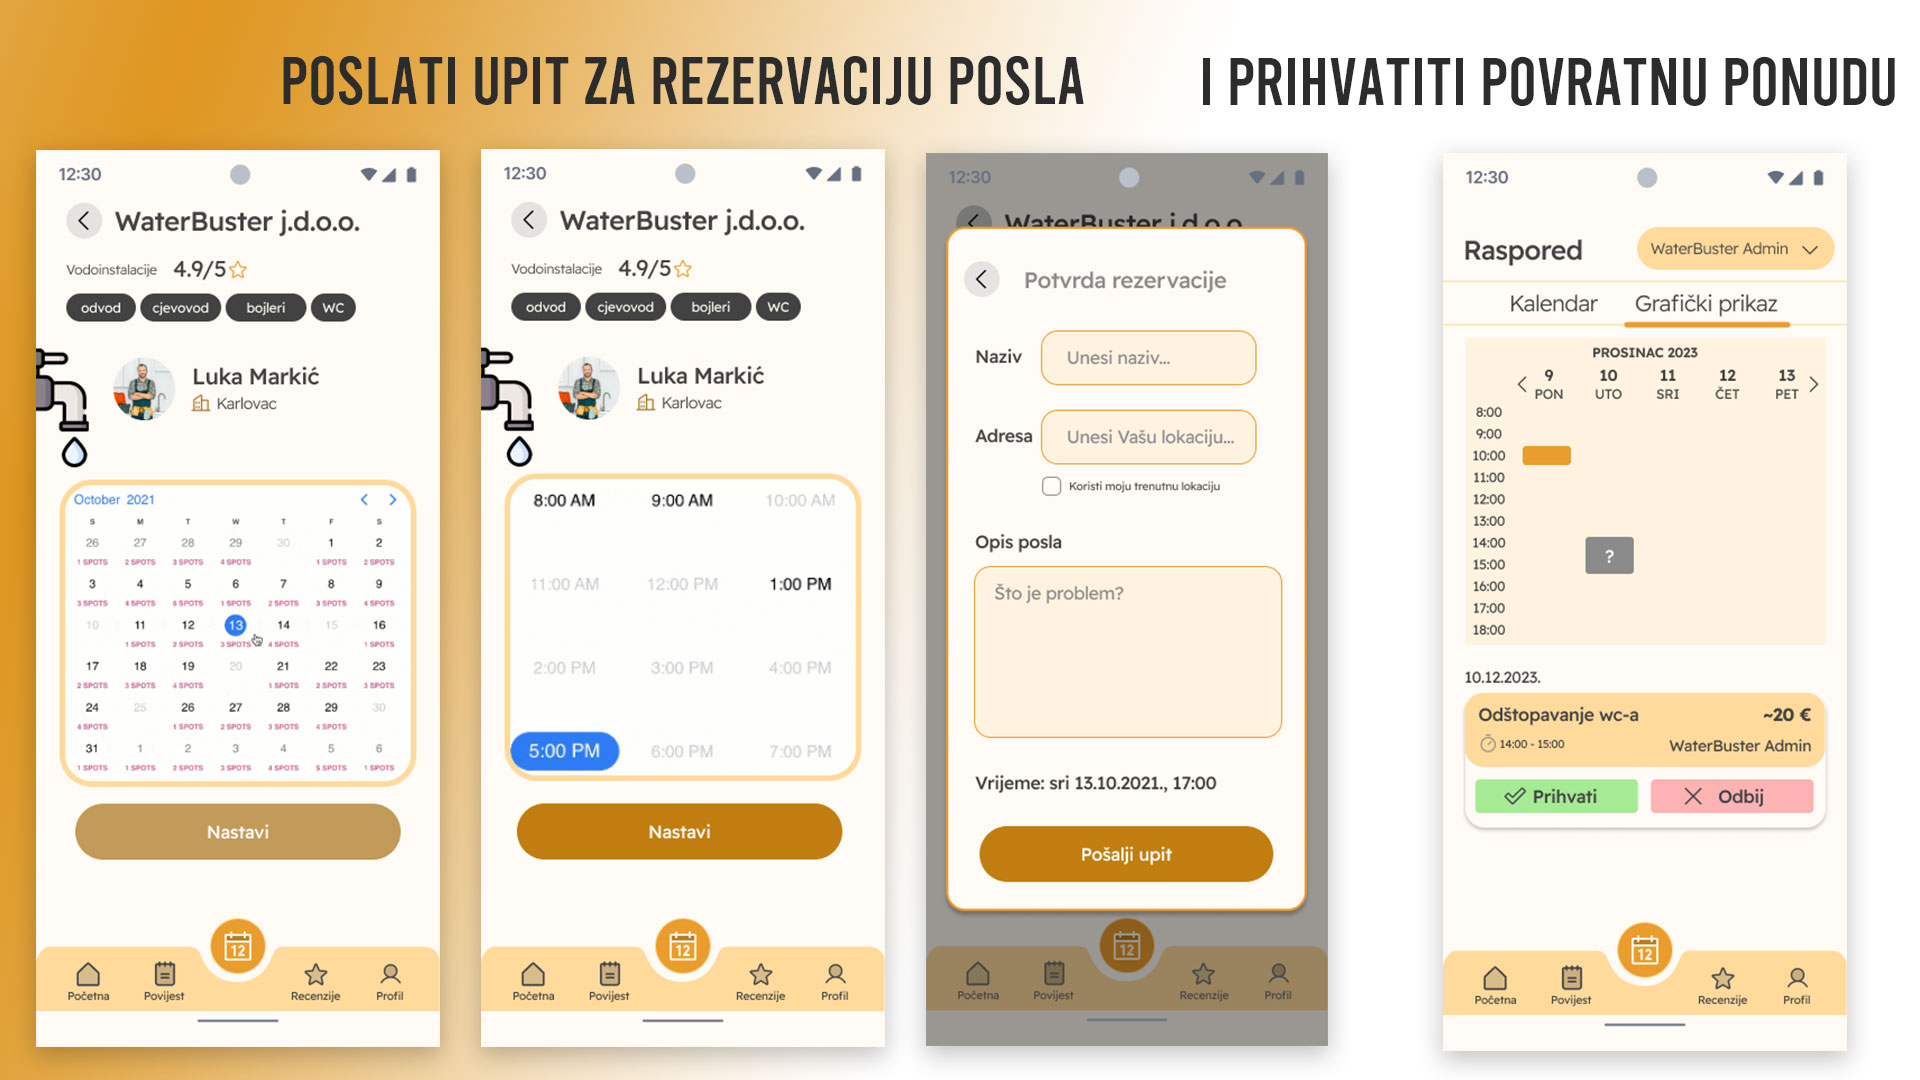 POSLATI UPIT ZA REZERVACIJU POSLA
I PRIHVATITI POVRATNU PONUDU
12:30
WaterBuster j.d.o.o.
Vodoinstalacije 4.9/5
odvod cjevovod bojleri WC
Luka Markić
Karlovac
October 2021
S M T W T F S
26 27 28 29 30 1 2
1 SPOTS 2 SPOTS 3 SPOTS 4 SPOTS 1 SPOTS 2 SPOTS
3 4 5 6 7 8 9
3 SPOTS 4 SPOTS 6 SPOTS 1 SPOTS 2 SPOTS 3 SPOTS 4 SPOTS
10 11 12 13 14 15 16
1 SPOTS 2 SPOTS 3 SPOTS 4 SPOTS 1 SPOTS
17 18 19 20 21 22 23
2 SPOTS 3 SPOTS 4 SPOTS 1 SPOTS 2 SPOTS 3 SPOTS
24 25 26 27 28 29 30
4 SPOTS 1 SPOTS 2 SPOTS 3 SPOTS 4 SPOTS
31 1 2 3 4 5 6
1 SPOTS 1 SPOTS 2 SPOTS 3 SPOTS 4 SPOTS 5 SPOTS 1 SPOTS
Nastavi
12
Početna Povijest Recenzije Profil
12:30
WaterBuster j.d.o.o.
Vodoinstalacije 4.9/5
odvod cjevovod bojleri WC
Luka Markić
Karlovac
8:00 AM 9:00 AM 10:00 AM
11:00 AM 12:00 PM 1:00 PM
2:00 PM 3:00 PM 4:00 PM
5:00 PM 6:00 PM 7:00 PM
Nastavi
12
Početna Povijest Recenzije Profil
12:30
WaterBuster j.d.o.o.
Potvrda rezervacije
Naziv Unesi naziv...
Adresa Unesi Vašu lokaciju...
Koristi moju trenutnu lokaciju
Opis posla
Što je problem?
Vrijeme: sri 13.10.2021., 17:00
Pošalji upit
12
Početna Povijest Recenzije Profil
12:30
Raspored WaterBuster Admin
Kalendar Grafički prikaz
PROSINAC 2023
9 10 11 12 13
PON UTO SRI ČET PET
8:00
9:00
10:00
11:00
12:00
13:00
14:00
?
15:00
16:00
17:00
18:00
10.12.2023.
Odštopavanje wc-a ~20 €
14:00 - 15:00 WaterBuster Admin
Prihvati Odbij
12
Početna Povijest Recenzije Profil